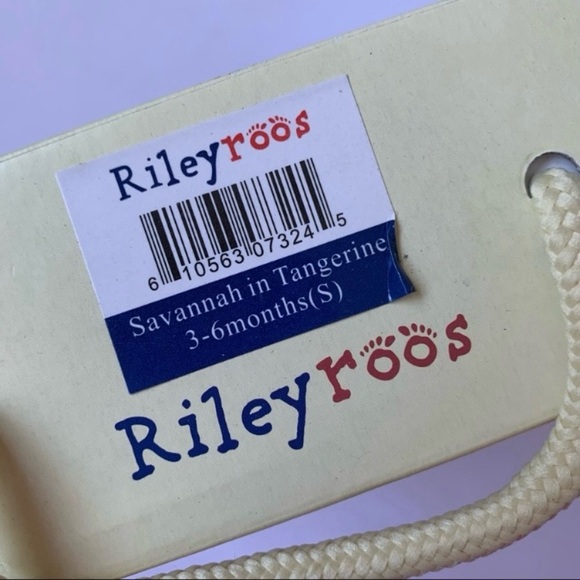 Rileyroos
6 10563 07324 5
Savannah in Tangerine
3-6months(S)
Rileyroos